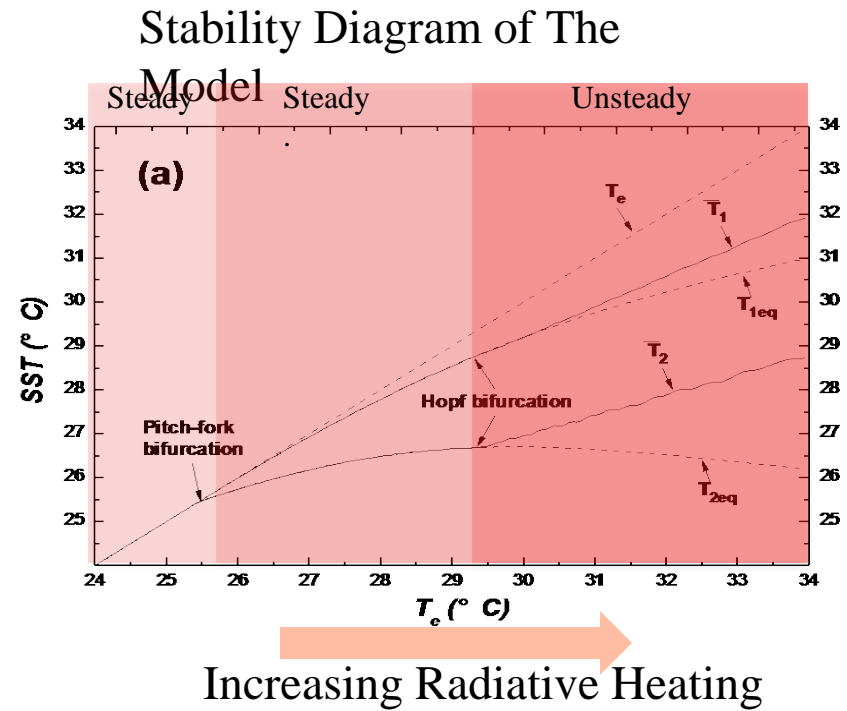 Stability Diagram of The
Model
Steady Steady Unsteady
34 34
(a)
33 33
32 32
31 31
30 30
29 29
28 28
27 27
26 26
25 25
SST (° C)
Te
T̅1
T1eq
T̅2
Hopf bifurcation
Pitch-fork
bifurcation
T2eq
24 25 26 27 28 29 30 31 32 33 34
Te (° C)
Increasing Radiative Heating